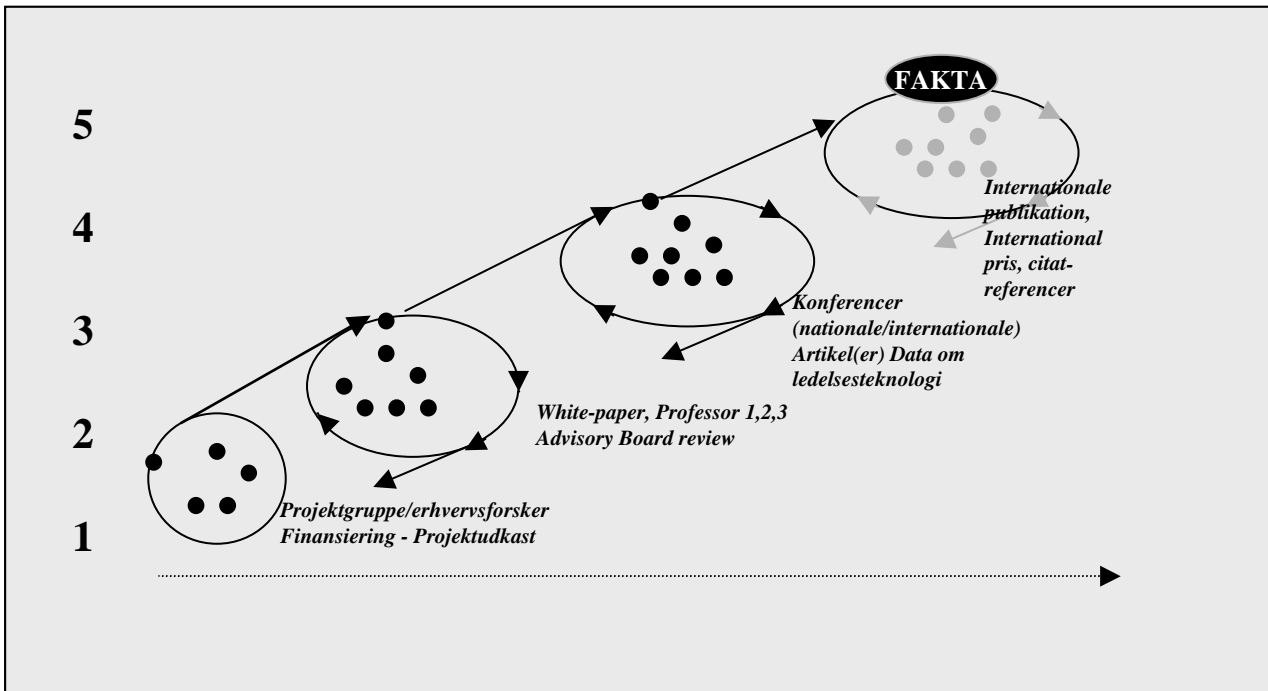 FAKTA
5
4
3
2
1
Internationale
publikation,
International
pris, citat-
referencer
Konferencer
(nationale/internationale)
Artikel(er) Data om
ledelsesteknologi
White-paper, Professor 1,2,3
Advisory Board review
Projektgruppe/erhvervsforsker
Finansiering - Projektudkast